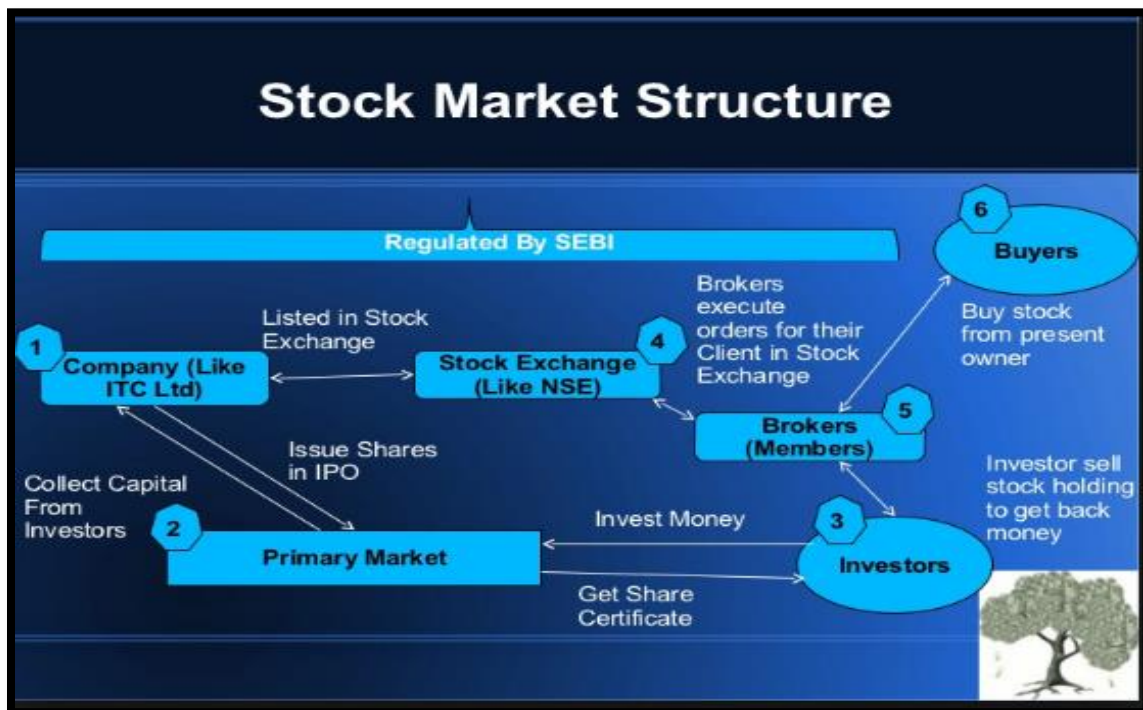 Stock Market Structure
Regulated By SEBI
6
Buyers
Brokers
execute
orders for their
Client in Stock
Exchange
Buy stock
from present
owner
Listed in Stock
Exchange
1
Company (Like
ITC Ltd)
4
Stock Exchange
(Like NSE)
5
Brokers
(Members)
Issue Shares
in IPO
Collect Capital
From
Investors
Investor sell
stock holding
to get back
money
2
Primary Market
Invest Money
3
Investors
Get Share
Certificate